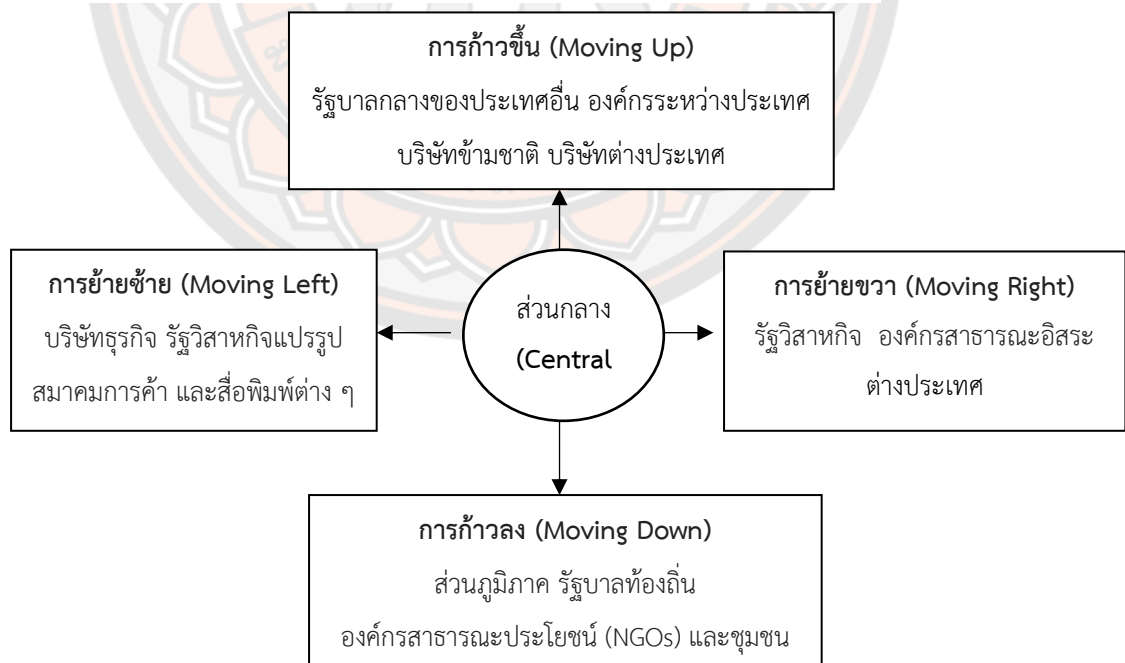 การก้าวขึ้น (Moving Up)
รัฐบาลกลางของประเทศอื่น องค์กรระหว่างประเทศ
บริษัทข้ามชาติ บริษัทต่างประเทศ
การย้ายซ้าย (Moving Left)
บริษัทธุรกิจ รัฐวิสาหกิจแปรรูป
สมาคมการค้า และสื่อพิมพ์ต่าง ๆ
ส่วนกลาง
(Central
การย้ายขวา (Moving Right)
รัฐวิสาหกิจ องค์กรสาธารณะอิสระ
ต่างประเทศ
การก้าวลง (Moving Down)
ส่วนภูมิภาค รัฐบาลท้องถิ่น
องค์กรสาธารณะประโยชน์ (NGOs) และชุมชน